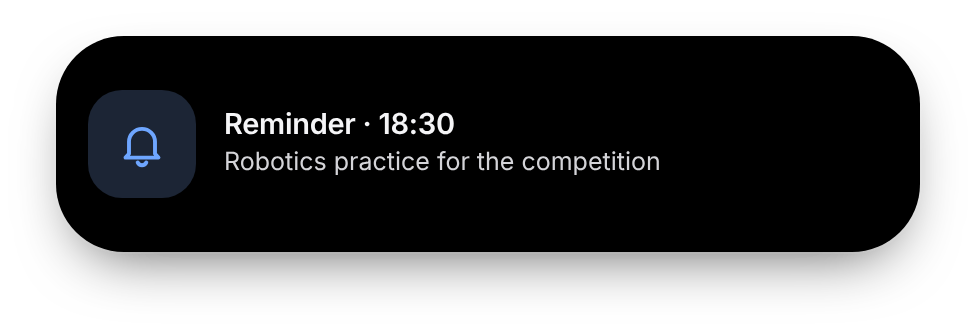 Reminder · 18:30
Robotics practice for the competition